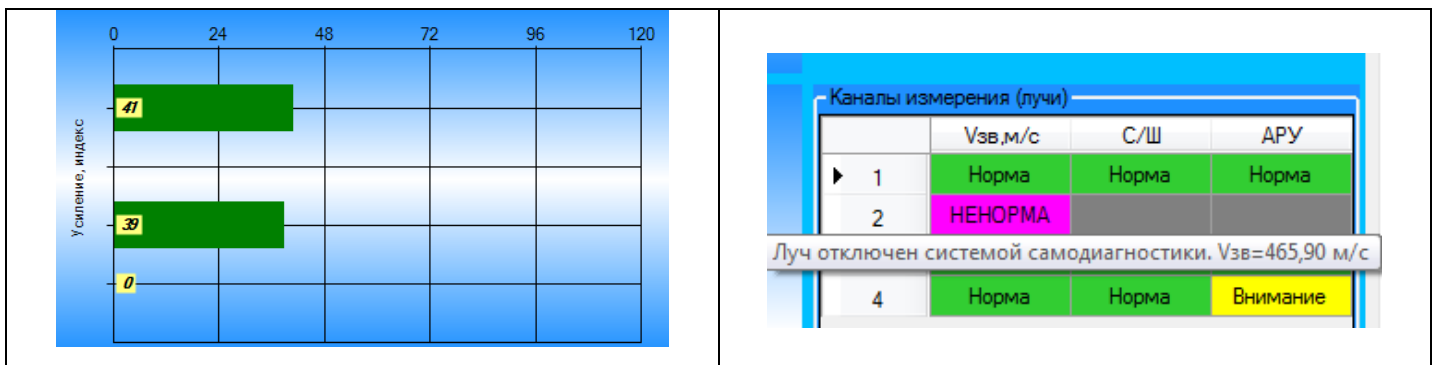 0 24 48 72 96 120
Усиление, индекс
41
39
0
Каналы измерения (лучи)
Vзв,м/с С/Ш АРУ
1 Норма Норма Норма
2 НЕНОРМА
Луч отключен системой самодиагностики. Vзв=465,90 м/с
4 Норма Норма Внимание